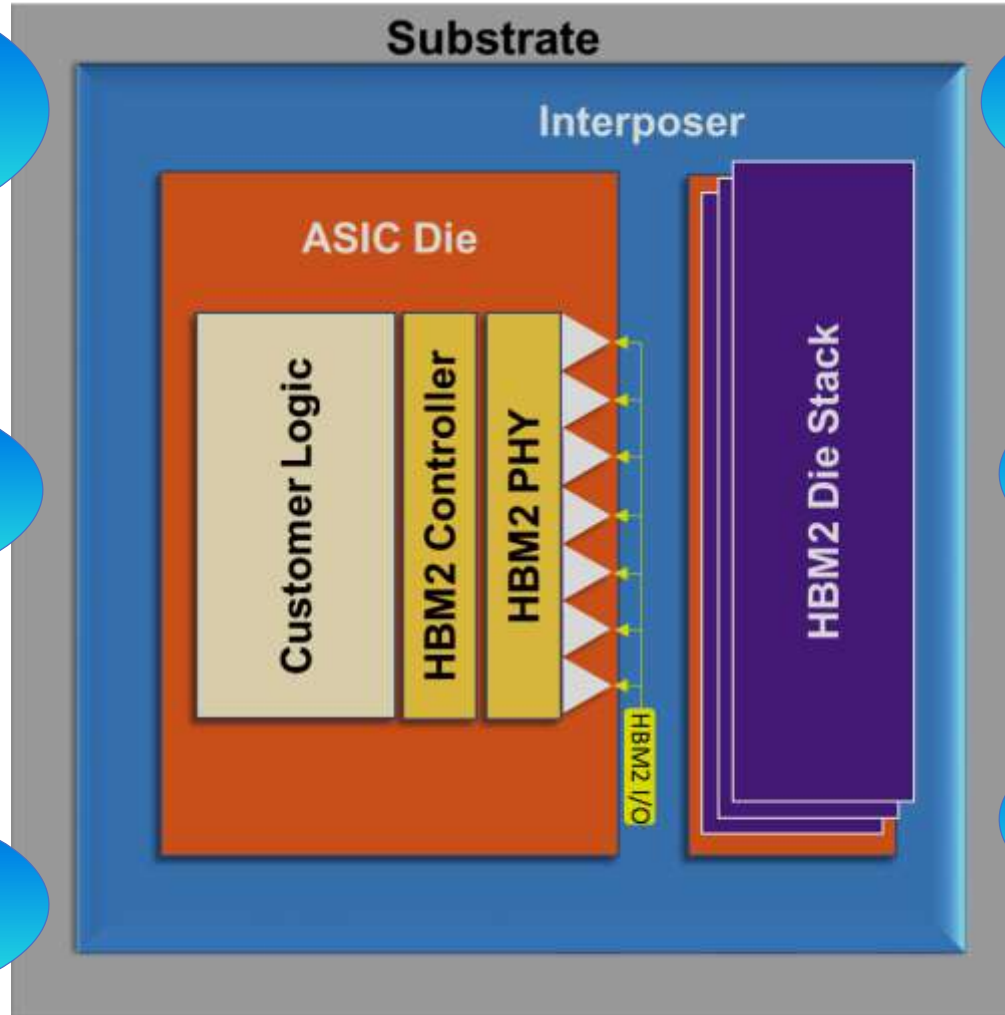 Substrate
Interposer
ASIC Die
Customer Logic
HBM2 Controller
HBM2 PHY
HBM2 I/O
HBM2 Die Stack